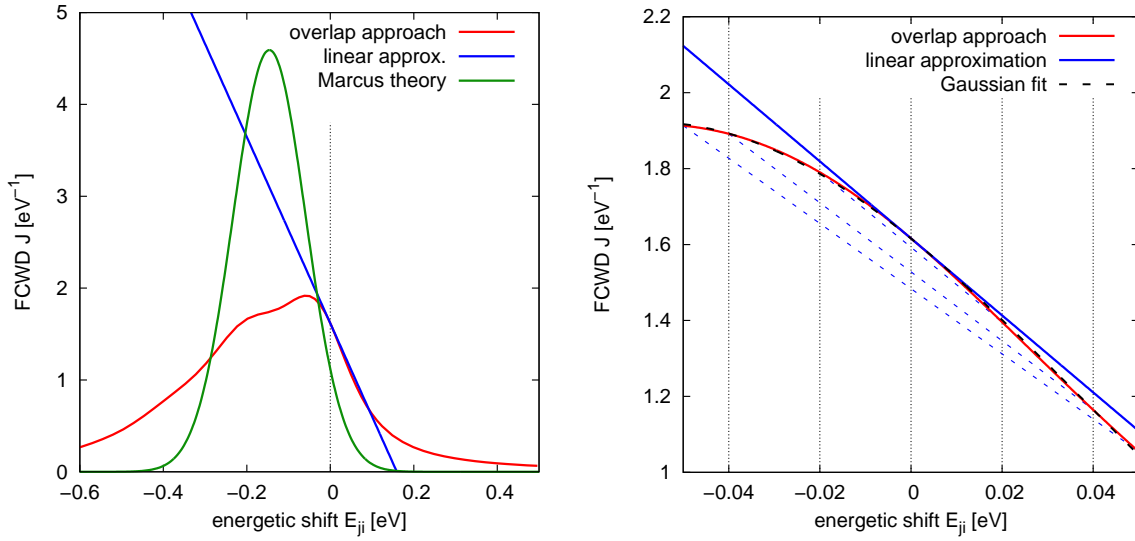 5
4
3
2
1
0
FCWD J [eV⁻¹]
overlap approach
linear approx.
Marcus theory
−0.6 −0.4 −0.2 0 0.2 0.4
energetic shift E_ji [eV]
2.2
2
1.8
1.6
1.4
1.2
1
FCWD J [eV⁻¹]
overlap approach
linear approximation
Gaussian fit
−0.04 −0.02 0 0.02 0.04
energetic shift E_ji [eV]